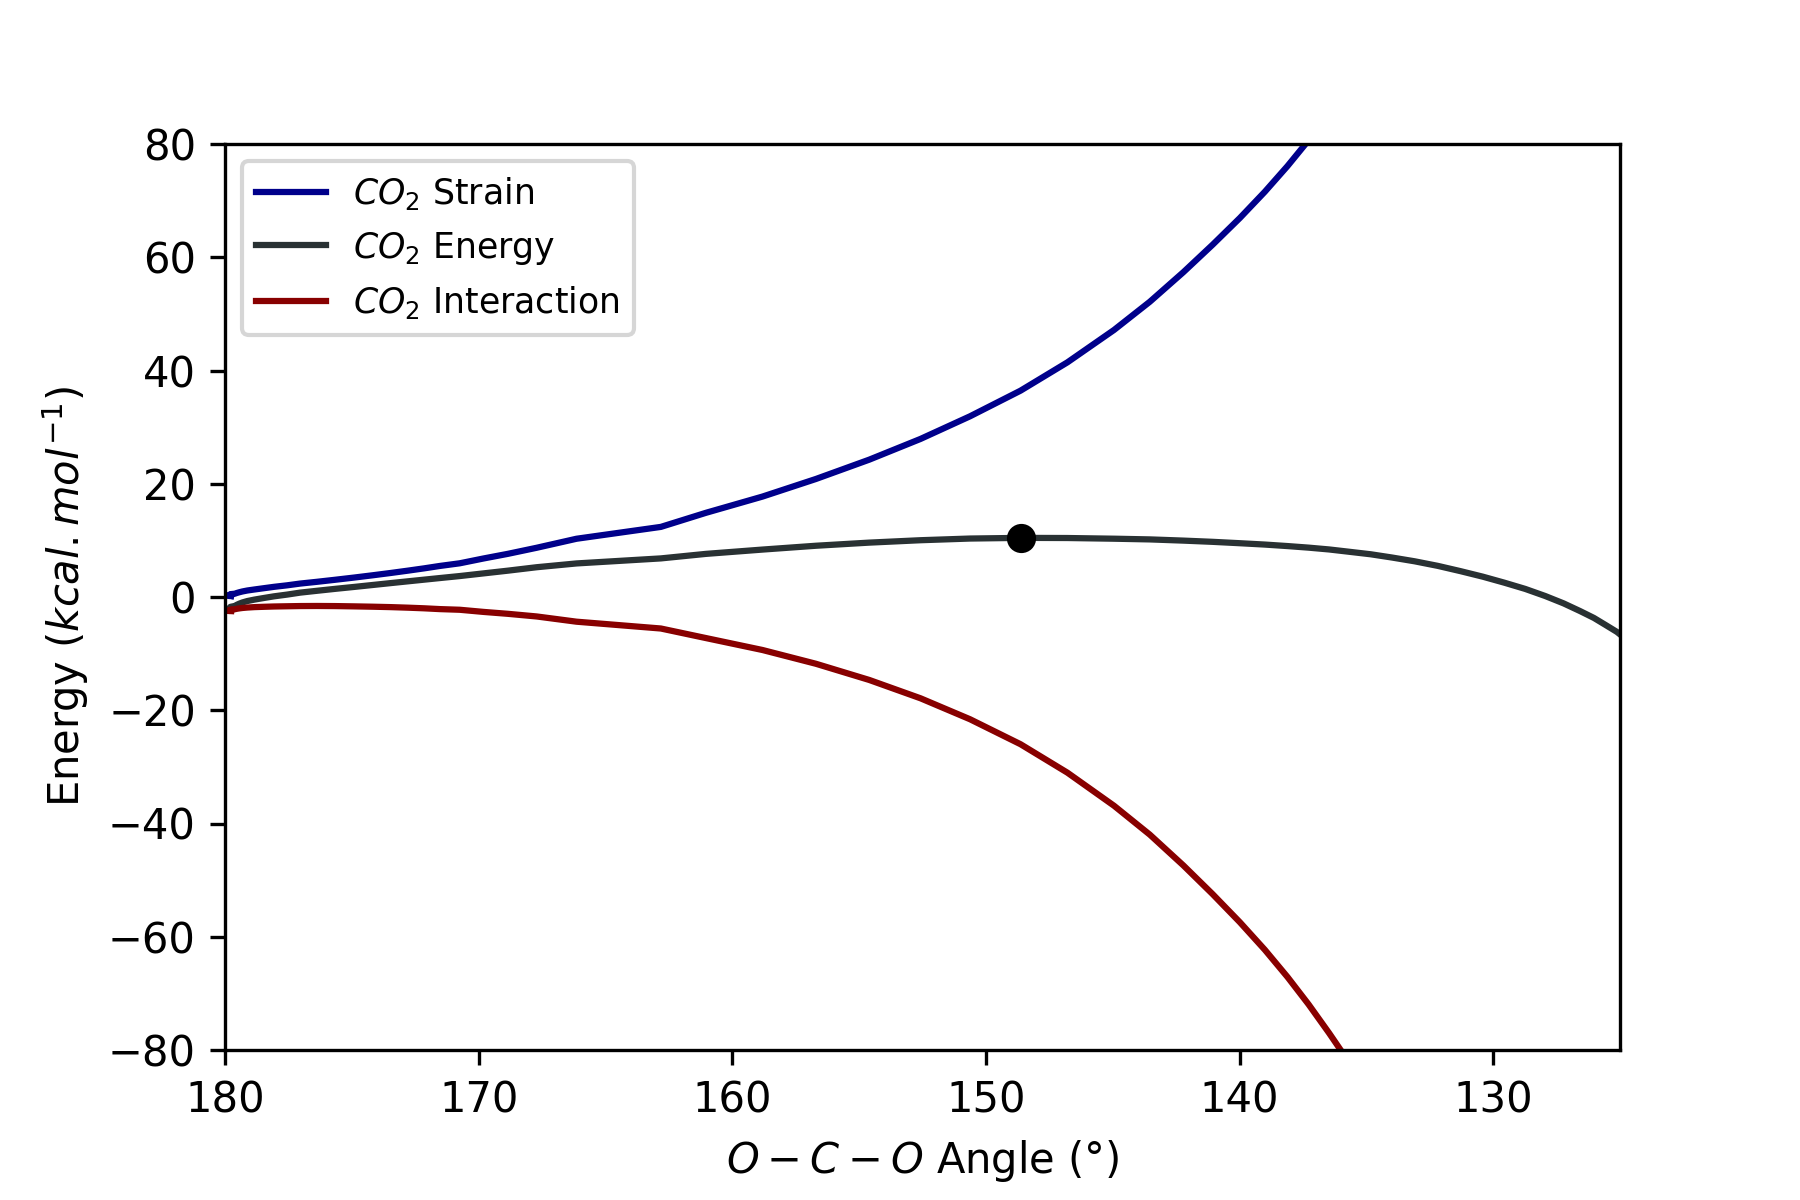 80
60
40
20
0
−20
−40
−60
−80
Energy (kcal.mol⁻¹)
CO₂ Strain
CO₂ Energy
CO₂ Interaction
180 170 160 150 140 130
O − C − O Angle (°)